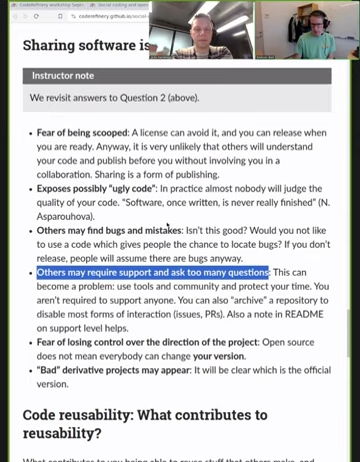 CodeRefinery workshop
Social coding and open
coderefinery.github.io/social-
Sharing software is
Instructor note
We revisit answers to Question 2 (above).
• Fear of being scooped: A license can avoid it, and you can release when
you are ready. Anyway, it is very unlikely that others will understand
your code and publish before you without involving you in a
collaboration. Sharing is a form of publishing.
• Exposes possibly "ugly code": In practice almost nobody will judge the
quality of your code. "Software, once written, is never really finished" (N.
Asparouhova).
• Others may find bugs and mistakes: Isn't this good? Would you not like
to use a code which gives people the chance to locate bugs? If you don't
release, people will assume there are bugs anyway.
• Others may require support and ask too many questions: This can
become a problem: use tools and community and protect your time. You
aren't required to support anyone. You can also "archive" a repository to
disable most forms of interaction (issues, PRs). Also a note in README
on support level helps.
• Fear of losing control over the direction of the project: Open source
does not mean everybody can change your version.
• "Bad" derivative projects may appear: It will be clear which is the official
version.
Code reusability: What contributes to
reusability?